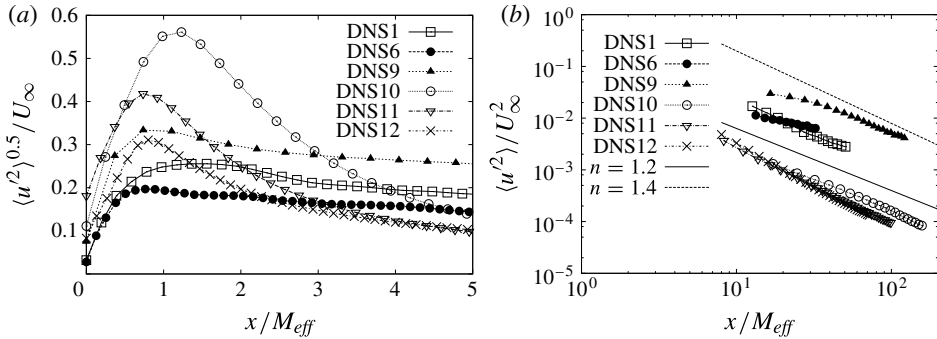 (a)
0.6
0.5
0.4
0.3
0.2
0.1
0
1
2
3
4
5
⟨u′²⟩^0.5/U∞
x/M_eff
DNS1
DNS6
DNS9
DNS10
DNS11
DNS12
(b)
10^0
10^−1
10^−2
10^−3
10^−4
10^−5
10^0
10^1
10^2
⟨u′²⟩/U²∞
x/M_eff
DNS1
DNS6
DNS9
DNS10
DNS11
DNS12
n = 1.2
n = 1.4